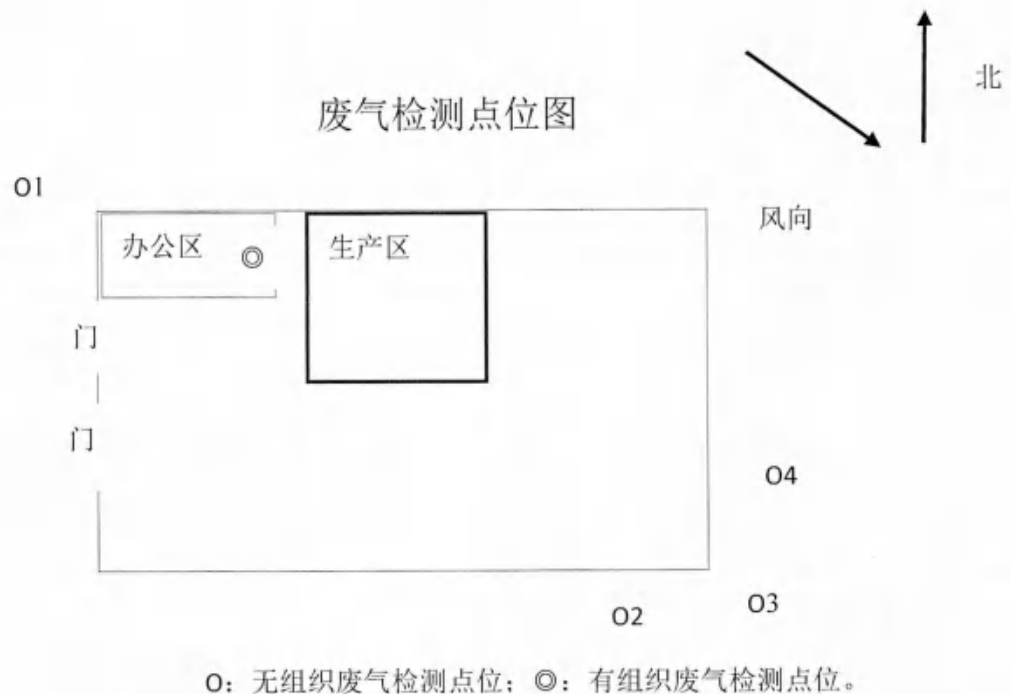 北
废气检测点位图
O1
风向
办公区 ◎
生产区
门
门
O4
O3
O2
O：无组织废气检测点位；◎：有组织废气检测点位。